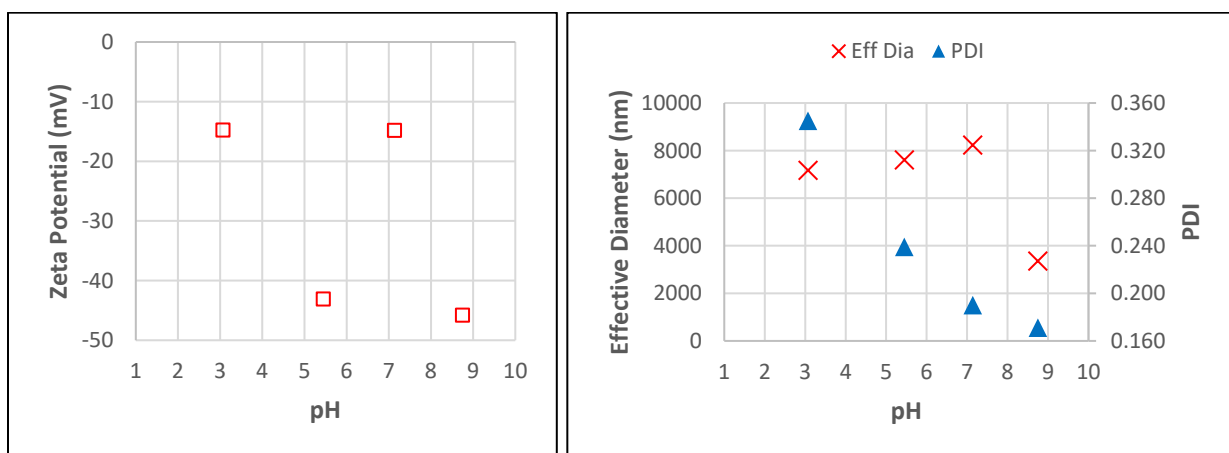 Zeta Potential (mV)
0
-10
-20
-30
-40
-50
1 2 3 4 5 6 7 8 9 10
pH
Eff Dia PDI
Effective Diameter (nm)
10000
8000
6000
4000
2000
0
0.360
0.320
0.280
0.240
0.200
0.160
PDI
1 2 3 4 5 6 7 8 9 10
pH